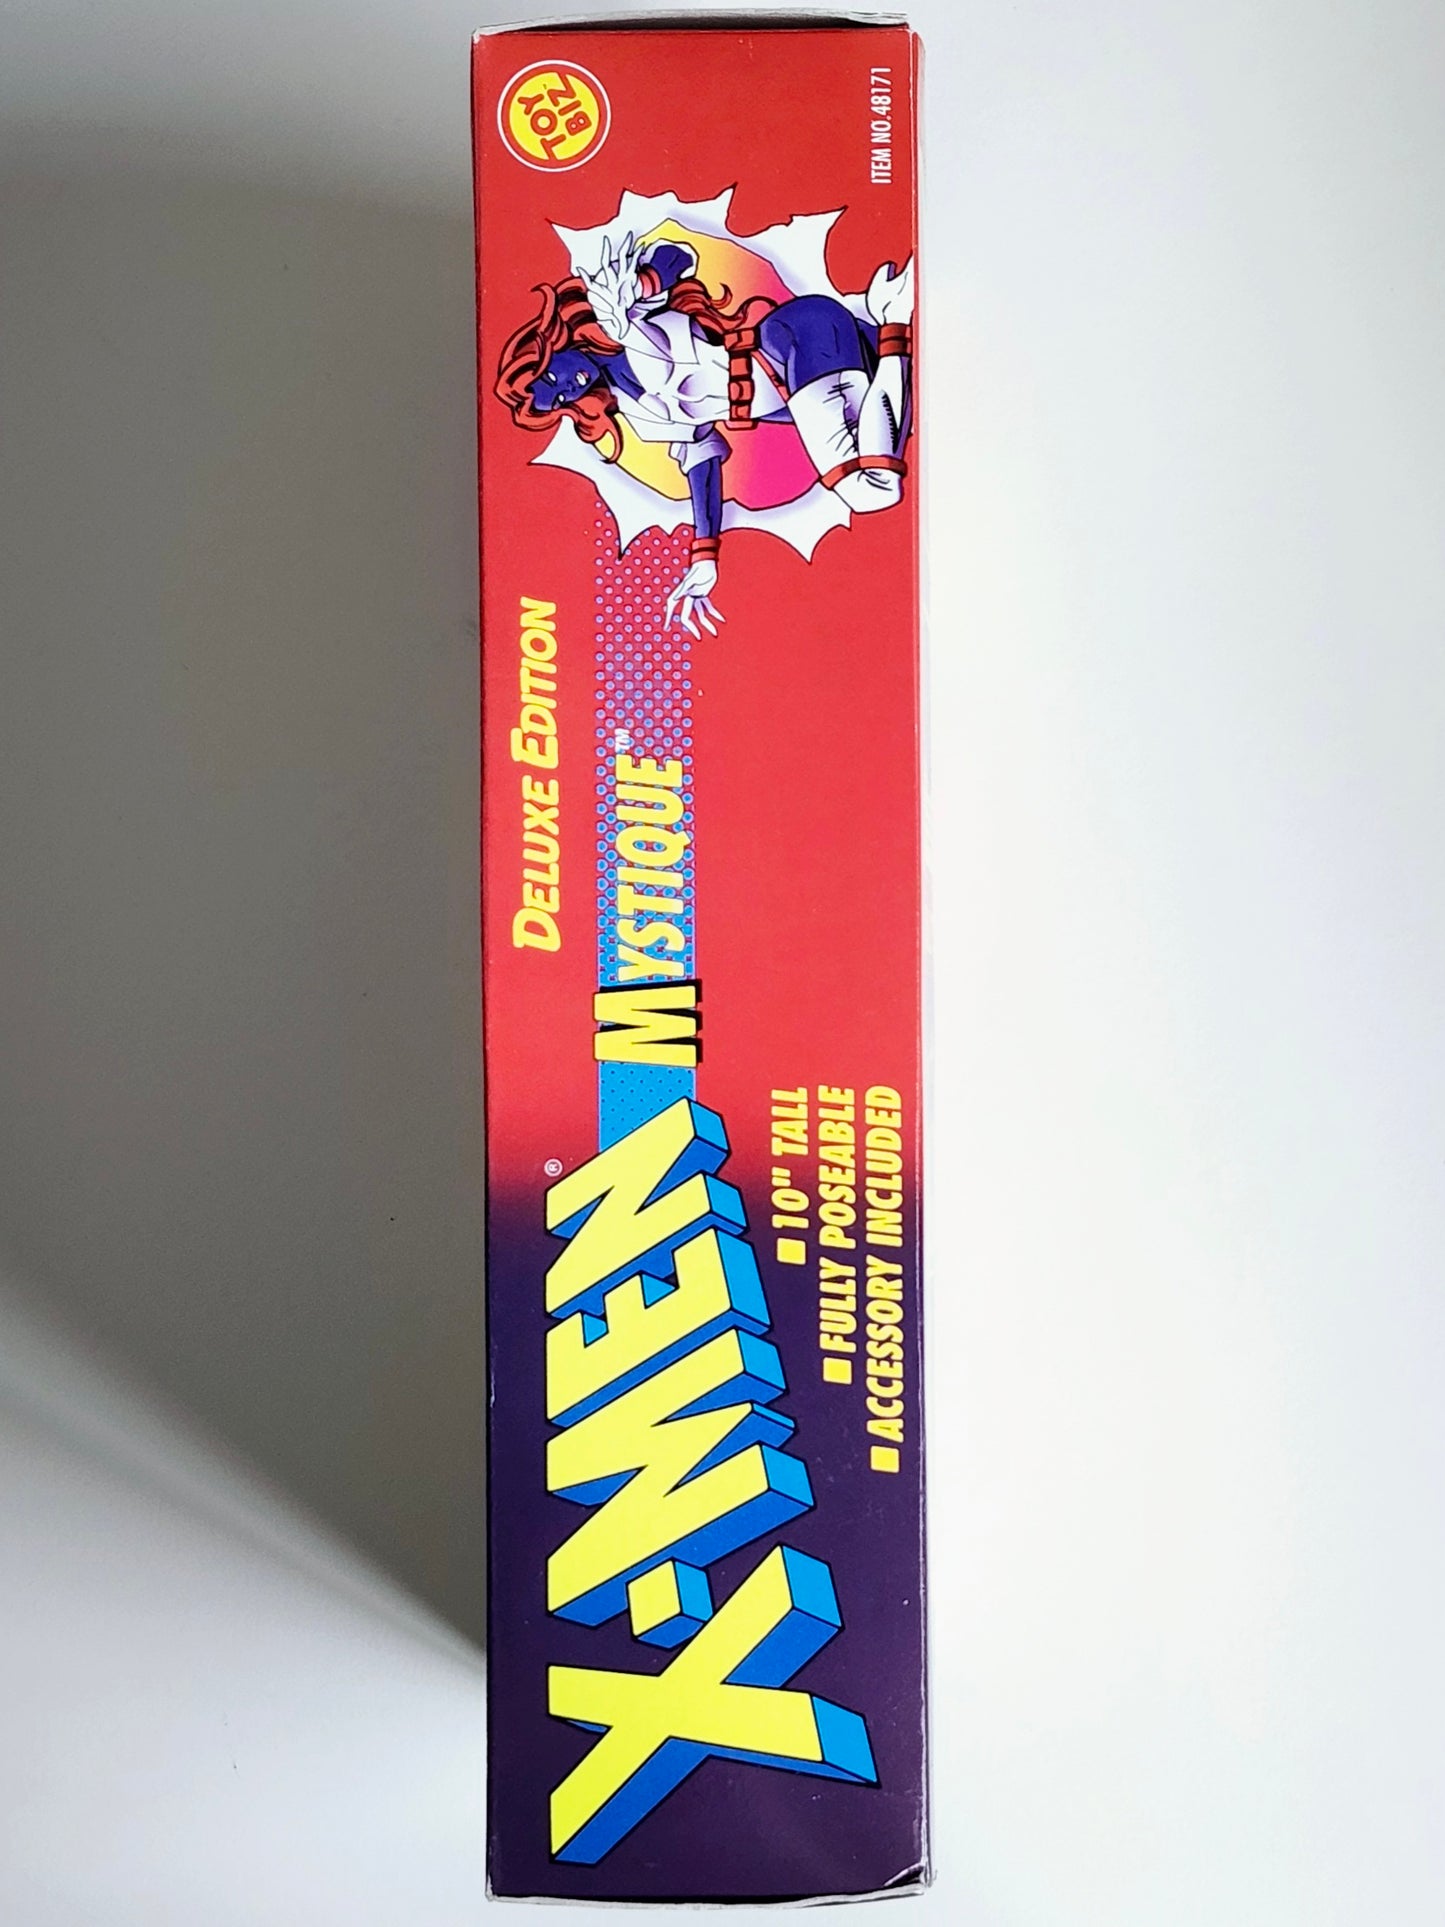 X-MEN®
MYSTIQUE™
DELUXE EDITION
■ 10" TALL
■ FULLY POSEABLE
■ ACCESSORY INCLUDED
TOY
BIZ
ITEM NO.48171